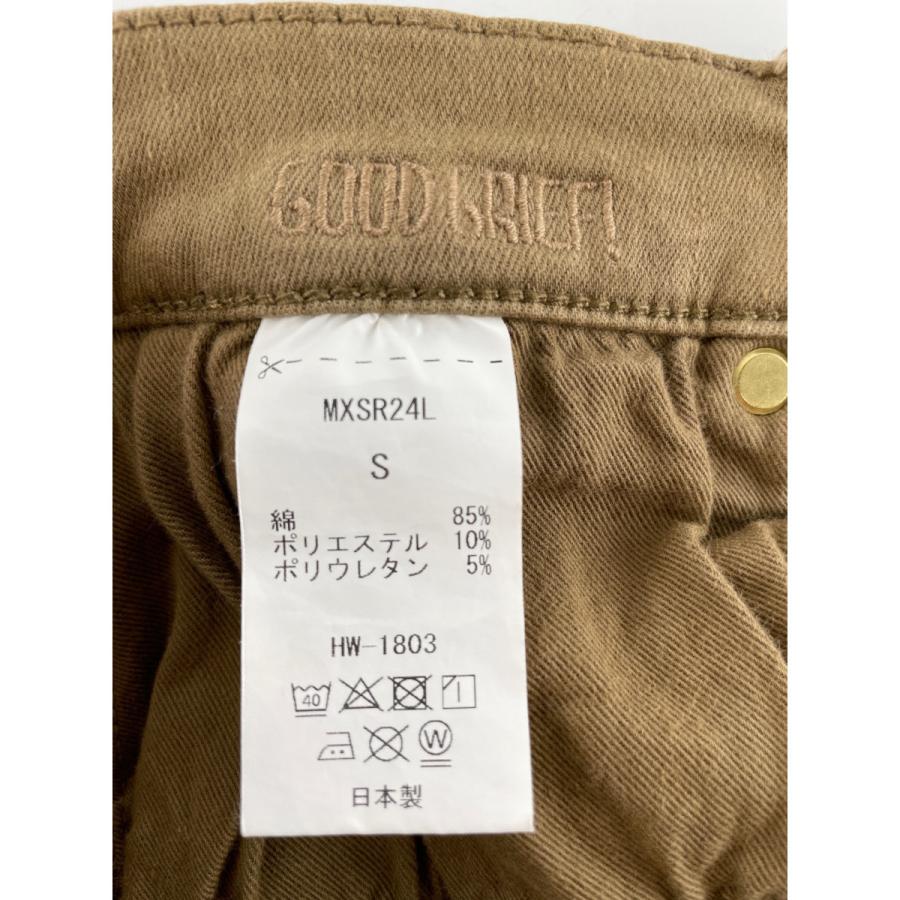 GOOD GRIEF!
MXSR24L
S
綿 85%
ポリエステル 10%
ポリウレタン 5%
HW-1803
40
W
日本製